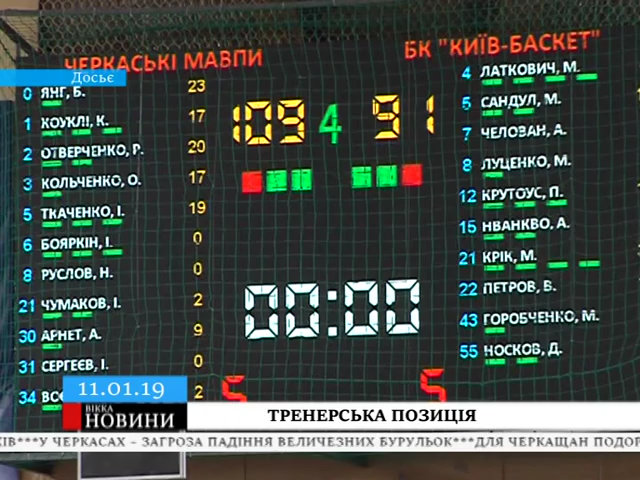 ЧЕРКАСЬКІ МАВПИ
БК "КИЇВ-БАСКЕТ"
Досьє
0 ЯНГ, Б. 23
1 КОУКЛІ, К. 17
2 ОТВЕРЧЕНКО, Р. 20
3 КОЛЬЧЕНКО, О. 17
5 ТКАЧЕНКО, І. 19
6 БОЯРКІН, І. 0
8 РУСЛОВ, Н. 0
21 ЧУМАКОВ, І. 2
30 АРНЕТ, А. 9
31 СЕРГЕЄВ, І. 0
34 2
109 4 91
00:00
5 5
4 ЛАТКОВИЧ, М.
5 САНДУЛ, М.
7 ЧЕЛОВАН, А.
8 ЛУЦЕНКО, М.
12 КРУТОУС, П.
15 НВАНКВО, А.
21 КРІК, М.
22 ПЕТРОВ, В.
43 ГОРОБЧЕНКО, М.
55 НОСКОВ, Д.
11.01.19
ВІККА
НОВИНИ
ТРЕНЕРСЬКА ПОЗИЦІЯ
ІВ***У ЧЕРКАСАХ – ЗАГРОЗА ПАДІННЯ ВЕЛИЧЕЗНИХ БУРУЛЬОК***ДЛЯ ЧЕРКАЩАН ПОДОР